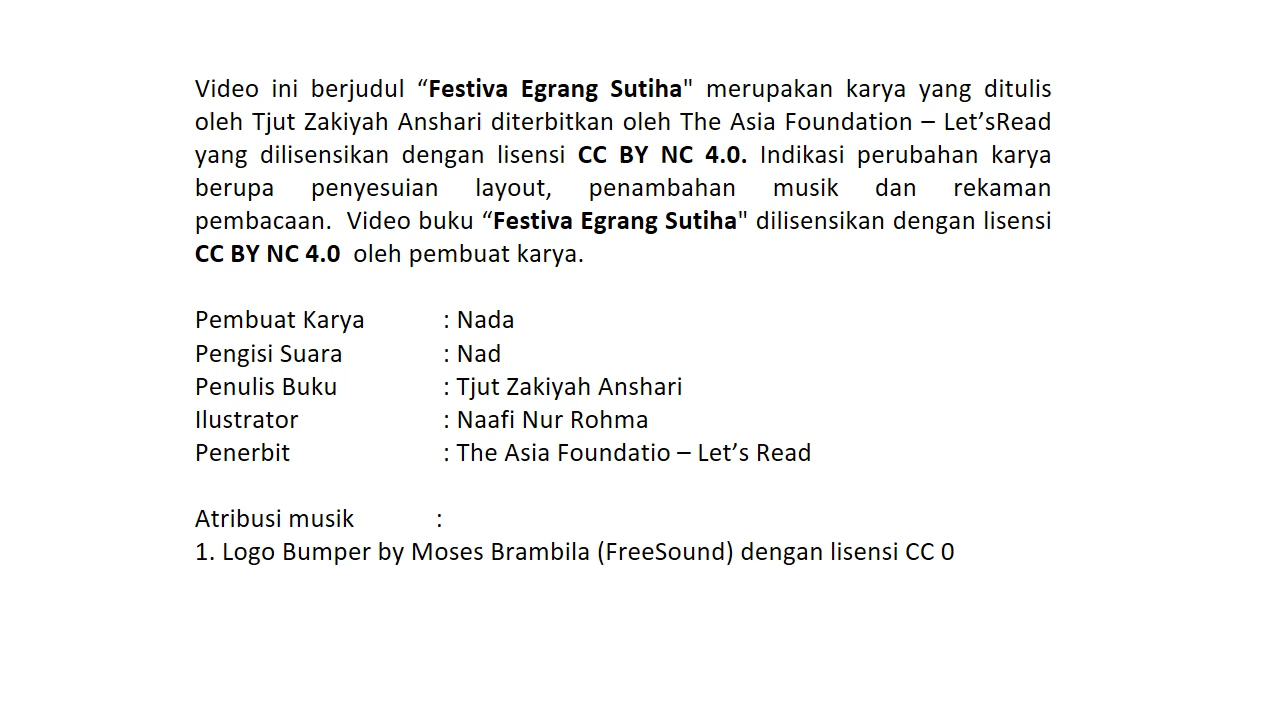 Video ini berjudul “Festiva Egrang Sutiha" merupakan karya yang ditulis
oleh Tjut Zakiyah Anshari diterbitkan oleh The Asia Foundation – Let’sRead
yang dilisensikan dengan lisensi CC BY NC 4.0. Indikasi perubahan karya
berupa penyesuian layout, penambahan musik dan rekaman
pembacaan. Video buku “Festiva Egrang Sutiha" dilisensikan dengan lisensi
CC BY NC 4.0 oleh pembuat karya.
Pembuat Karya : Nada
Pengisi Suara : Nad
Penulis Buku : Tjut Zakiyah Anshari
Ilustrator : Naafi Nur Rohma
Penerbit : The Asia Foundatio – Let’s Read
Atribusi musik :
1. Logo Bumper by Moses Brambila (FreeSound) dengan lisensi CC 0